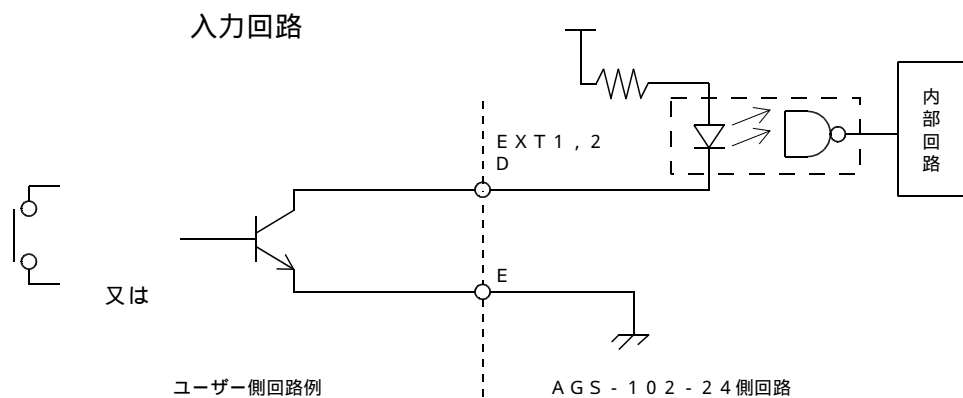 入力回路
内
部
回
路
EXT1,2
D
E
又は
ユーザー側回路例
AGS-102-24側回路